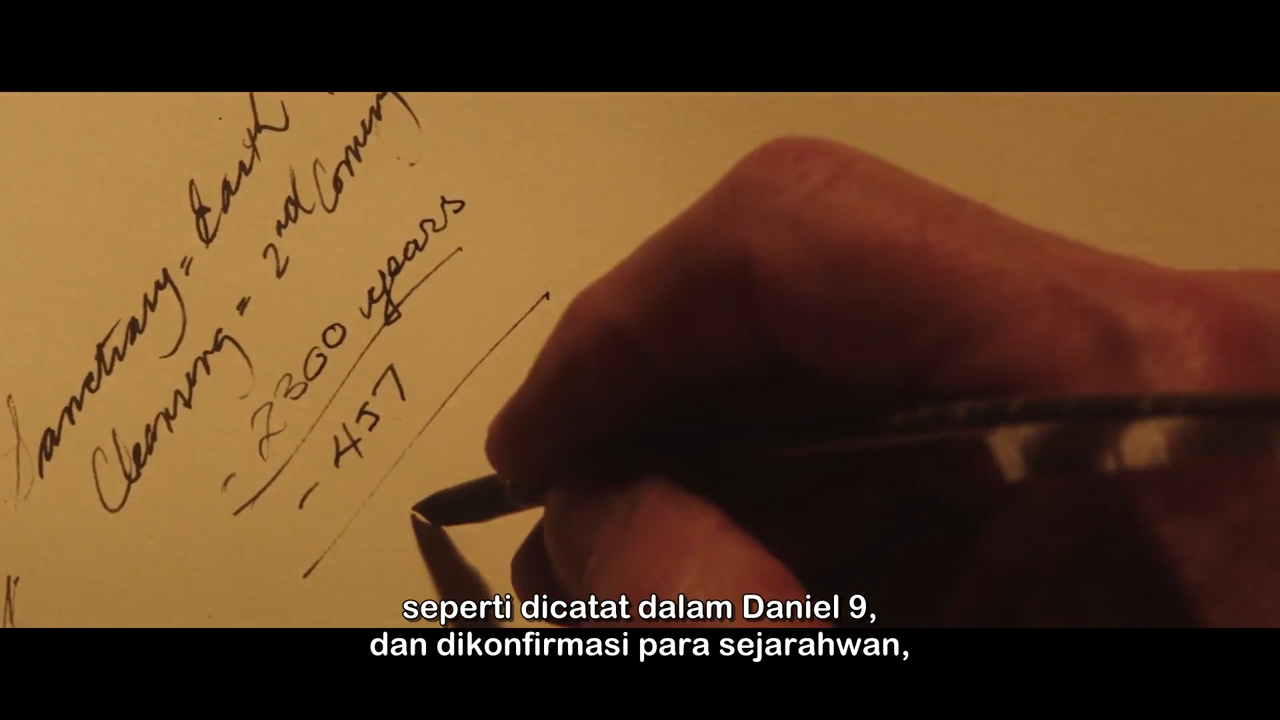 Sanctuary = Earth
Cleansing = 2nd Coming
- 2300 years
- 457
seperti dicatat dalam Daniel 9,
dan dikonfirmasi para sejarahwan,